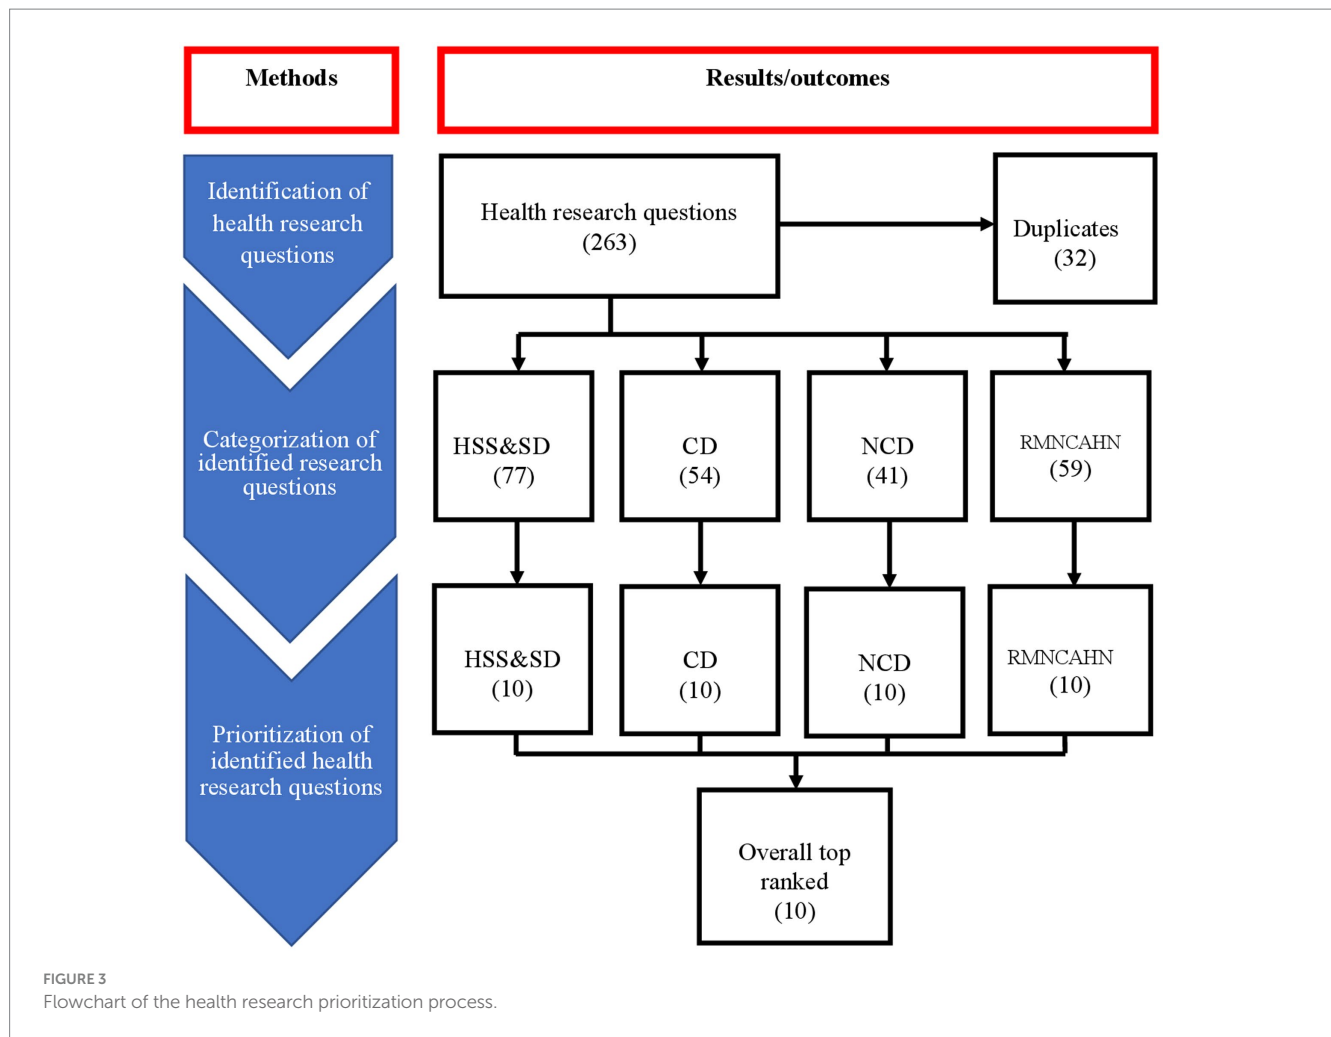 Methods
Results/outcomes
Identification of
health research
questions
Health research questions
(263)
Duplicates
(32)
Categorization of
identified research
questions
HSS&SD
(77)
CD
(54)
NCD
(41)
RMNCAHN
(59)
Prioritization of
identified health
research questions
HSS&SD
(10)
CD
(10)
NCD
(10)
RMNCAHN
(10)
Overall top
ranked
(10)
FIGURE 3
Flowchart of the health research prioritization process.